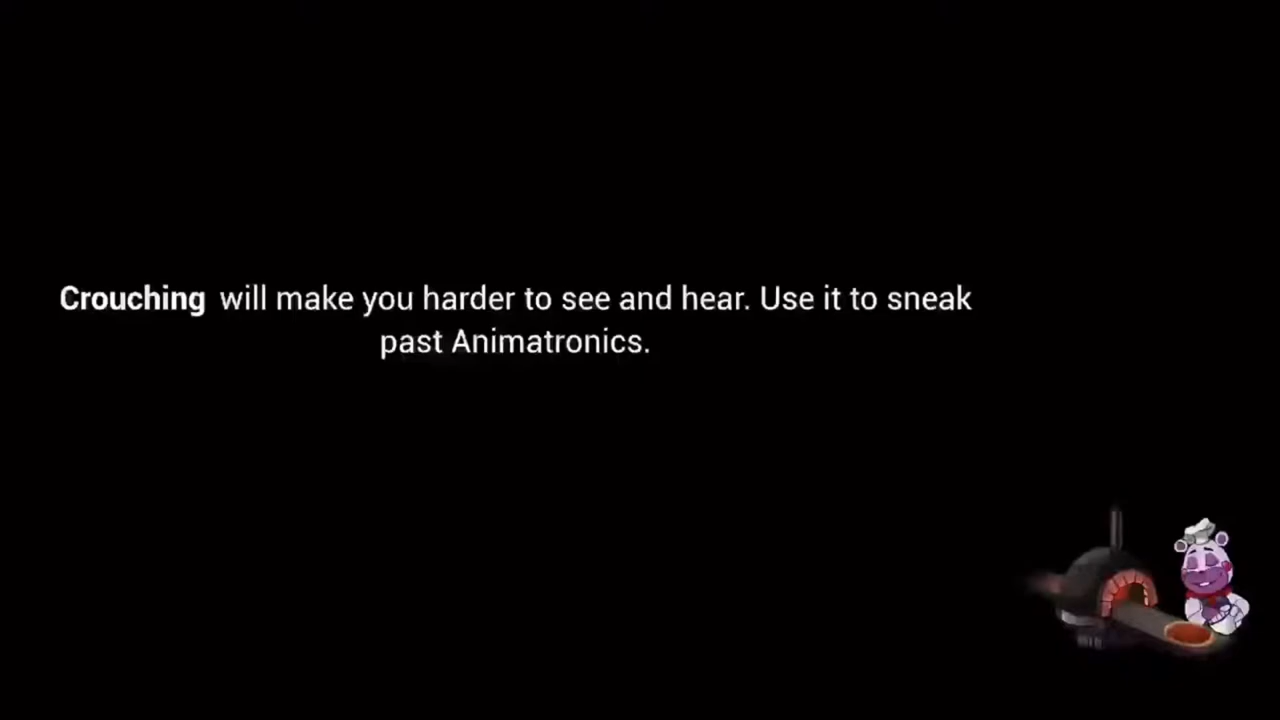 Crouching will make you harder to see and hear. Use it to sneak
past Animatronics.